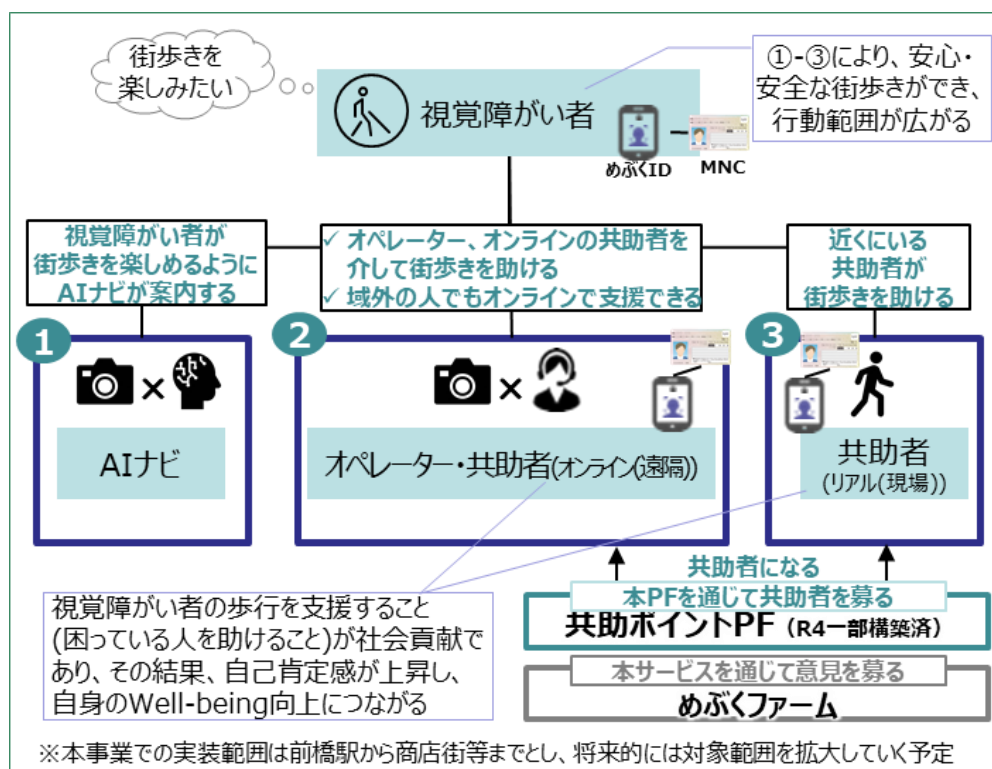 街歩きを
楽しみたい
視覚障がい者
めぶくID
MNC
①-③により、安心・
安全な街歩きができ、
行動範囲が広がる
視覚障がい者が
街歩きを楽しめるように
AIナビが案内する
✓ オペレーター、オンラインの共助者を
介して街歩きを助ける
✓ 域外の人でもオンラインで支援できる
近くにいる
共助者が
街歩きを助ける
1
×
AIナビ
2
×
オペレーター・共助者(オンライン(遠隔))
3
共助者
(リアル(現場))
共助者になる
本PFを通じて共助者を募る
共助ポイントPF (R4一部構築済)
本サービスを通じて意見を募る
めぶくファーム
視覚障がい者の歩行を支援すること
(困っている人を助けること)が社会貢献で
あり、その結果、自己肯定感が上昇し、
自身のWell-being向上につながる
※本事業での実装範囲は前橋駅から商店街等までとし、将来的には対象範囲を拡大していく予定